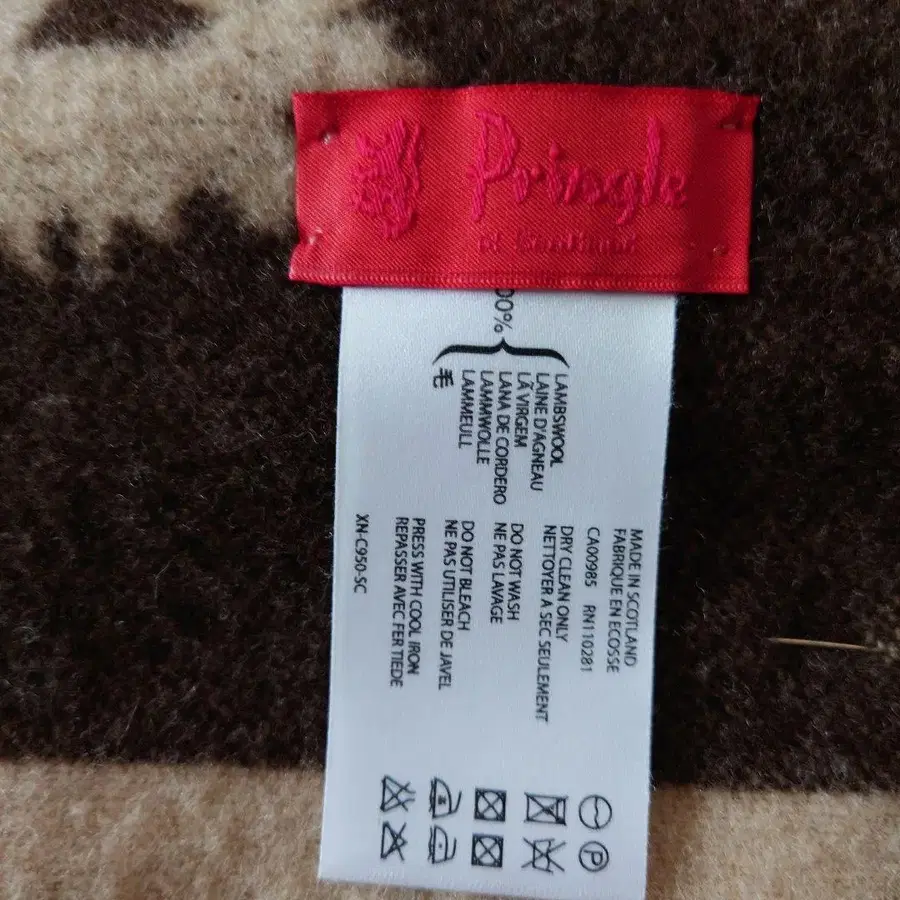 Pringle
of Scotland
100%
LAMBSWOOL
LAINE D'AGNEAU
LÃ VIRGEM
LANA DE CORDERO
LAMMWOLLE
LAMMEULL
毛
MADE IN SCOTLAND
FABRIQUE EN ECOSSE
CA00985 RN110281
DRY CLEAN ONLY
NETTOYER A SEC SEULEMENT
DO NOT WASH
NE PAS LAVAGE
DO NOT BLEACH
NE PAS UTILISER DE JAVEL
PRESS WITH COOL IRON
REPASSER AVEC FER TIEDE
XN-C950-SC
P